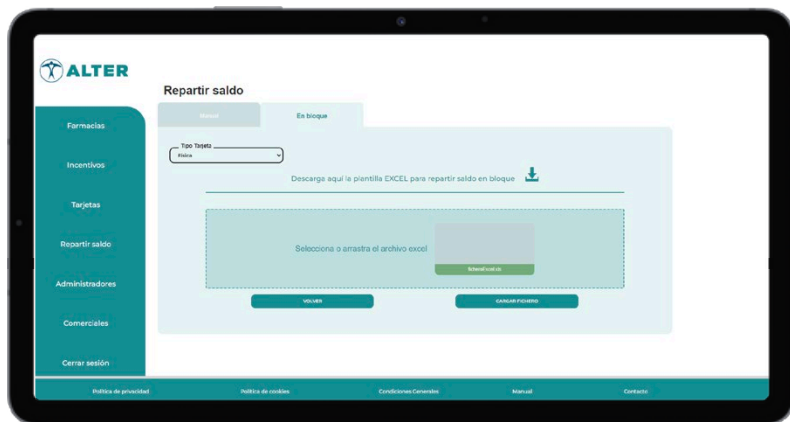 ALTER
Repartir saldo
Manual
En bloque
Farmacias
Incentivos
Tarjetas
Repartir saldo
Administradores
Comerciales
Cerrar sesión
Tipo Tarjeta
Física
Descarga aquí la plantilla EXCEL para repartir saldo en bloque
Selecciona o arrastra el archivo excel
VOLVER
CARGAR FICHERO
Política de privacidad
Política de cookies
Condiciones Generales
Manual
Contacto